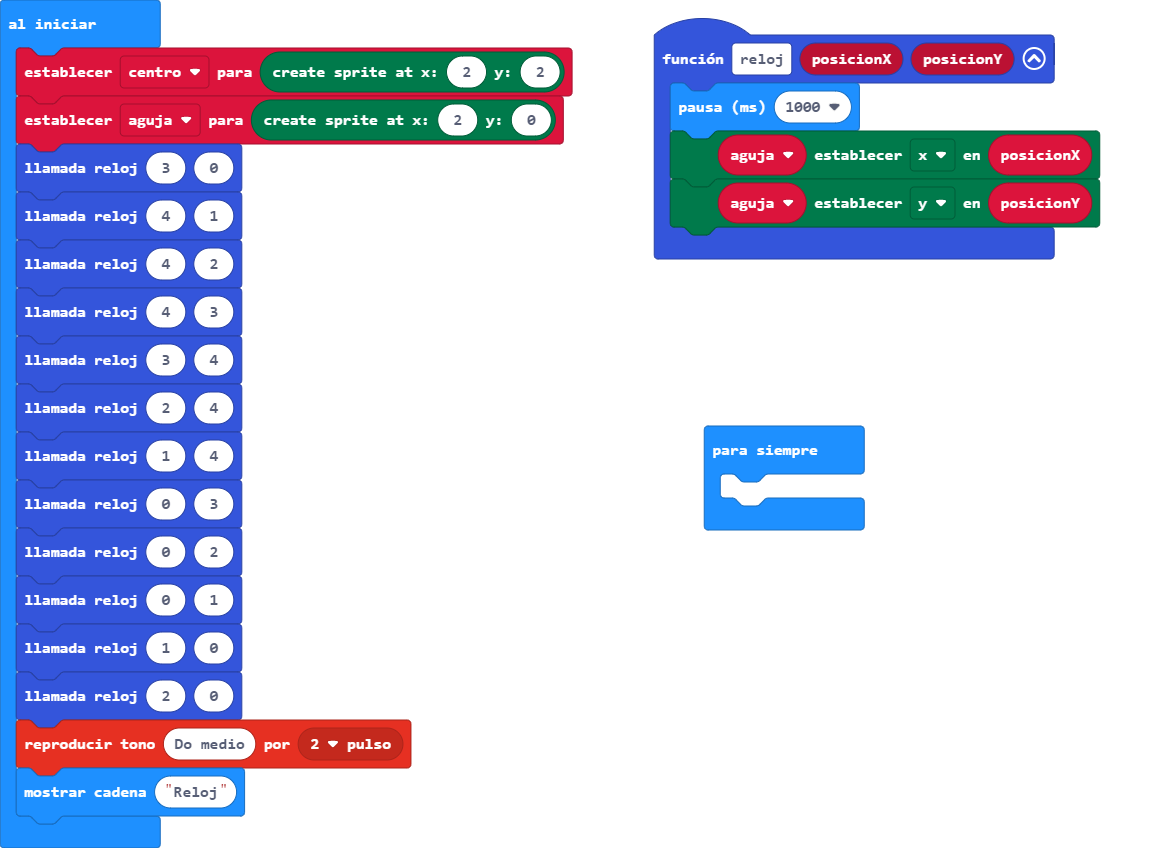 al iniciar
establecer centro para create sprite at x: 2 y: 2
establecer aguja para create sprite at x: 2 y: 0
llamada reloj 3 0
llamada reloj 4 1
llamada reloj 4 2
llamada reloj 4 3
llamada reloj 3 4
llamada reloj 2 4
llamada reloj 1 4
llamada reloj 0 3
llamada reloj 0 2
llamada reloj 0 1
llamada reloj 1 0
llamada reloj 2 0
reproducir tono Do medio por 2 pulso
mostrar cadena "Reloj"
función reloj posicionX posicionY
pausa (ms) 1000
aguja establecer x en posicionX
aguja establecer y en posicionY
para siempre